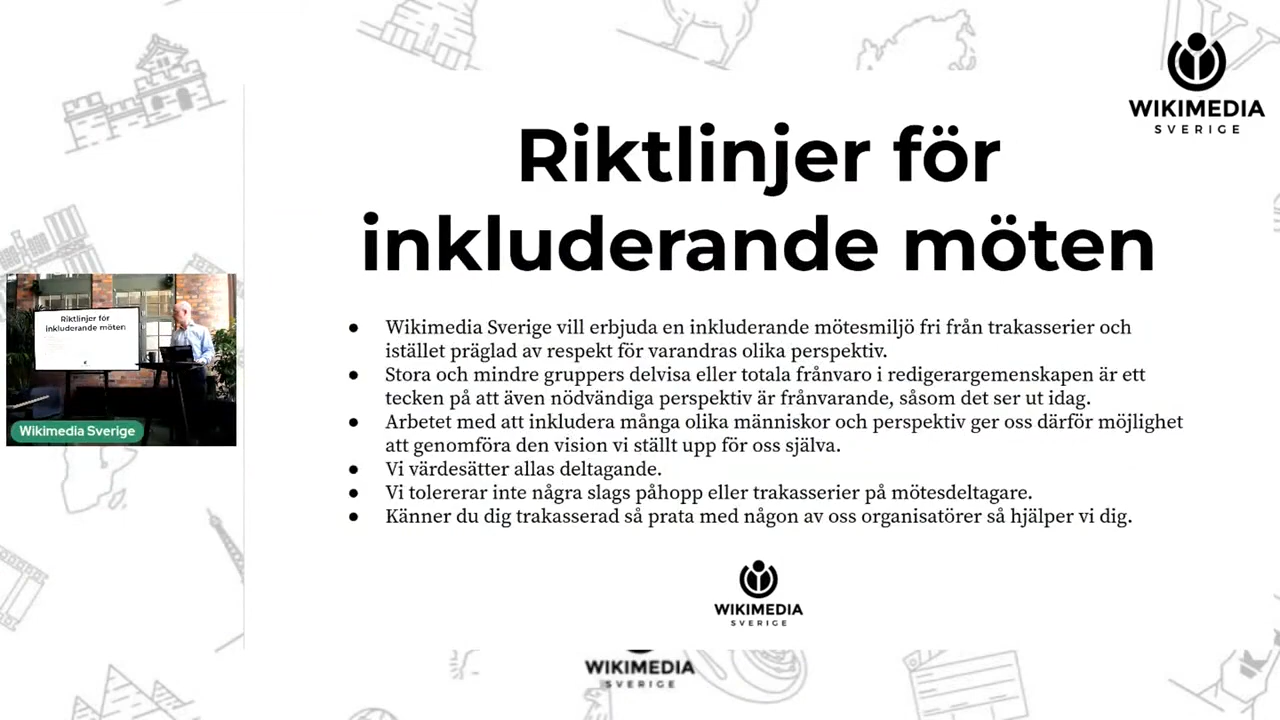 WIKIMEDIA
SVERIGE
Riktlinjer för
inkluderande möten
Riktlinjer för
inkluderande möten
Wikimedia Sverige
● Wikimedia Sverige vill erbjuda en inkluderande mötesmiljö fri från trakasserier och
istället präglad av respekt för varandras olika perspektiv.
● Stora och mindre gruppers delvisa eller totala frånvaro i redigerargemenskapen är ett
tecken på att även nödvändiga perspektiv är frånvarande, såsom det ser ut idag.
● Arbetet med att inkludera många olika människor och perspektiv ger oss därför möjlighet
att genomföra den vision vi ställt upp för oss själva.
● Vi värdesätter allas deltagande.
● Vi tolererar inte några slags påhopp eller trakasserier på mötesdeltagare.
● Känner du dig trakasserad så prata med någon av oss organisatörer så hjälper vi dig.
WIKIMEDIA
SVERIGE
WIKIMEDIA
SVERIGE